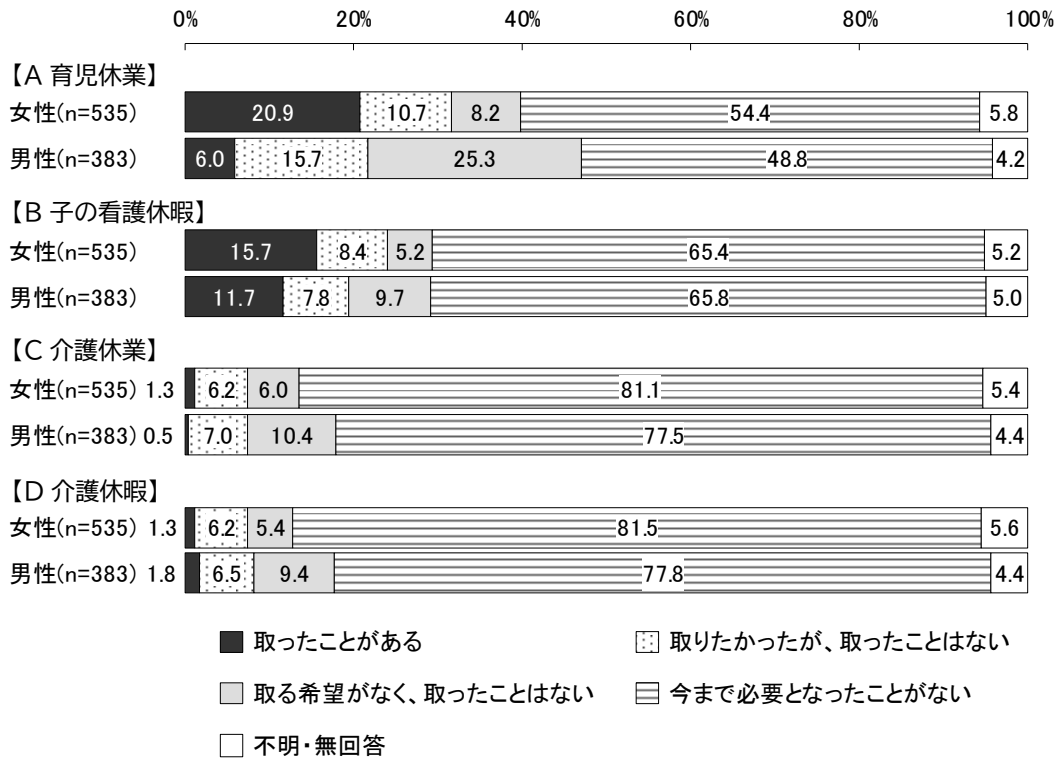 0% 20% 40% 60% 80% 100%
【A 育児休業】
女性(n=535) 20.9 10.7 8.2 54.4 5.8
男性(n=383) 6.0 15.7 25.3 48.8 4.2
【B 子の看護休暇】
女性(n=535) 15.7 8.4 5.2 65.4 5.2
男性(n=383) 11.7 7.8 9.7 65.8 5.0
【C 介護休業】
女性(n=535) 1.3 6.2 6.0 81.1 5.4
男性(n=383) 0.5 7.0 10.4 77.5 4.4
【D 介護休暇】
女性(n=535) 1.3 6.2 5.4 81.5 5.6
男性(n=383) 1.8 6.5 9.4 77.8 4.4
取ったことがある 取りたかったが、取ったことはない
取る希望がなく、取ったことはない 今まで必要となったことがない
不明・無回答